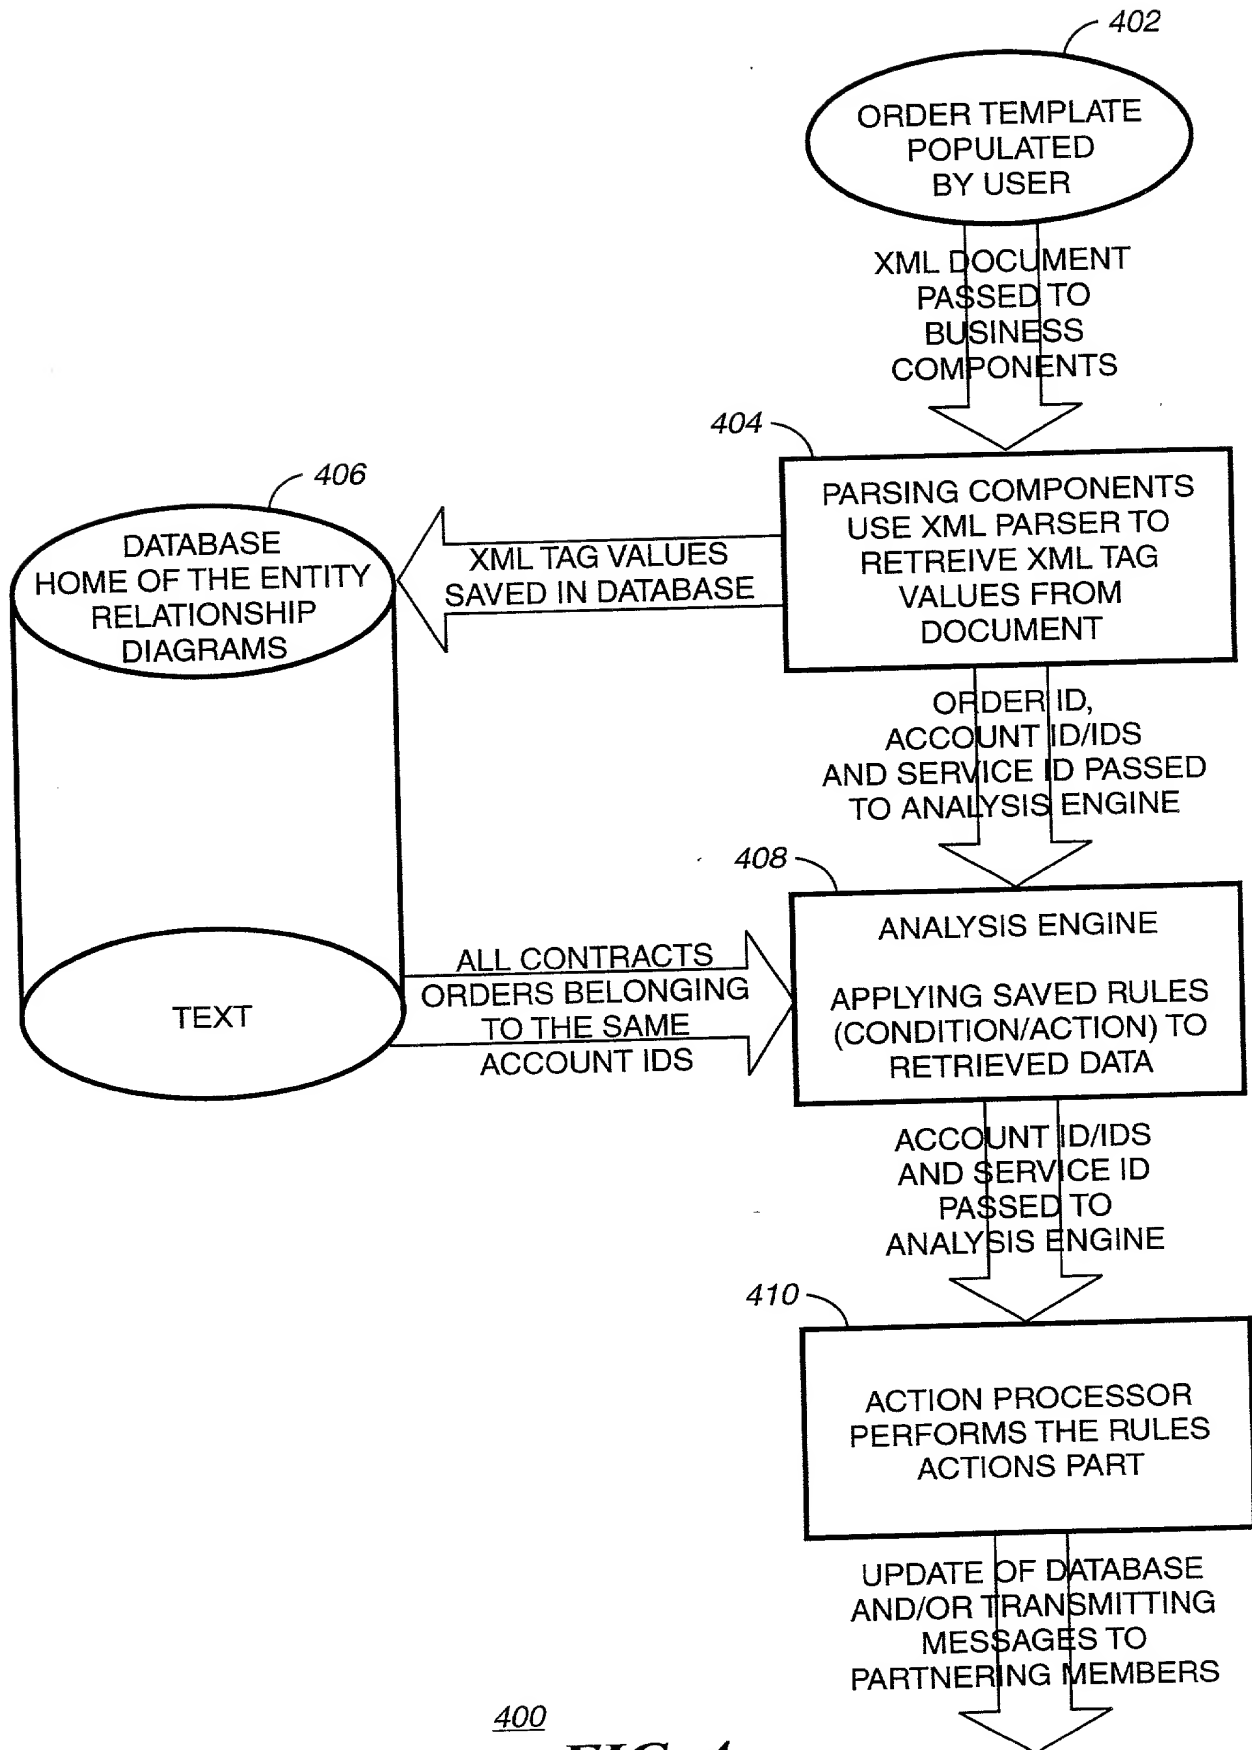 402
ORDER TEMPLATE
POPULATED
BY USER
XML DOCUMENT
PASSED TO
BUSINESS
COMPONENTS
404
PARSING COMPONENTS
USE XML PARSER TO
RETREIVE XML TAG
VALUES FROM
DOCUMENT
406
DATABASE
HOME OF THE ENTITY
RELATIONSHIP
DIAGRAMS
XML TAG VALUES
SAVED IN DATABASE
ORDER ID,
ACCOUNT ID/IDS
AND SERVICE ID PASSED
TO ANALYSIS ENGINE
408
ANALYSIS ENGINE
APPLYING SAVED RULES
(CONDITION/ACTION) TO
RETRIEVED DATA
TEXT
ALL CONTRACTS
ORDERS BELONGING
TO THE SAME
ACCOUNT IDS
ACCOUNT ID/IDS
AND SERVICE ID
PASSED TO
ANALYSIS ENGINE
410
ACTION PROCESSOR
PERFORMS THE RULES
ACTIONS PART
UPDATE OF DATABASE
AND/OR TRANSMITTING
MESSAGES TO
PARTNERING MEMBERS
400
FIG. 4